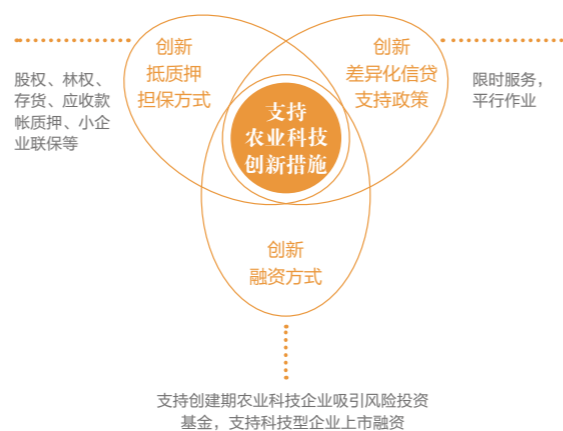 创新
抵质押
担保方式
创新
差异化信贷
支持政策
股权、林权、
存货、应收款
帐质押、小企
业联保等
限时服务，
平行作业
支持
农业科技
创新措施
创新
融资方式
支持创建期农业科技企业吸引风险投资
基金，支持科技型企业上市融资